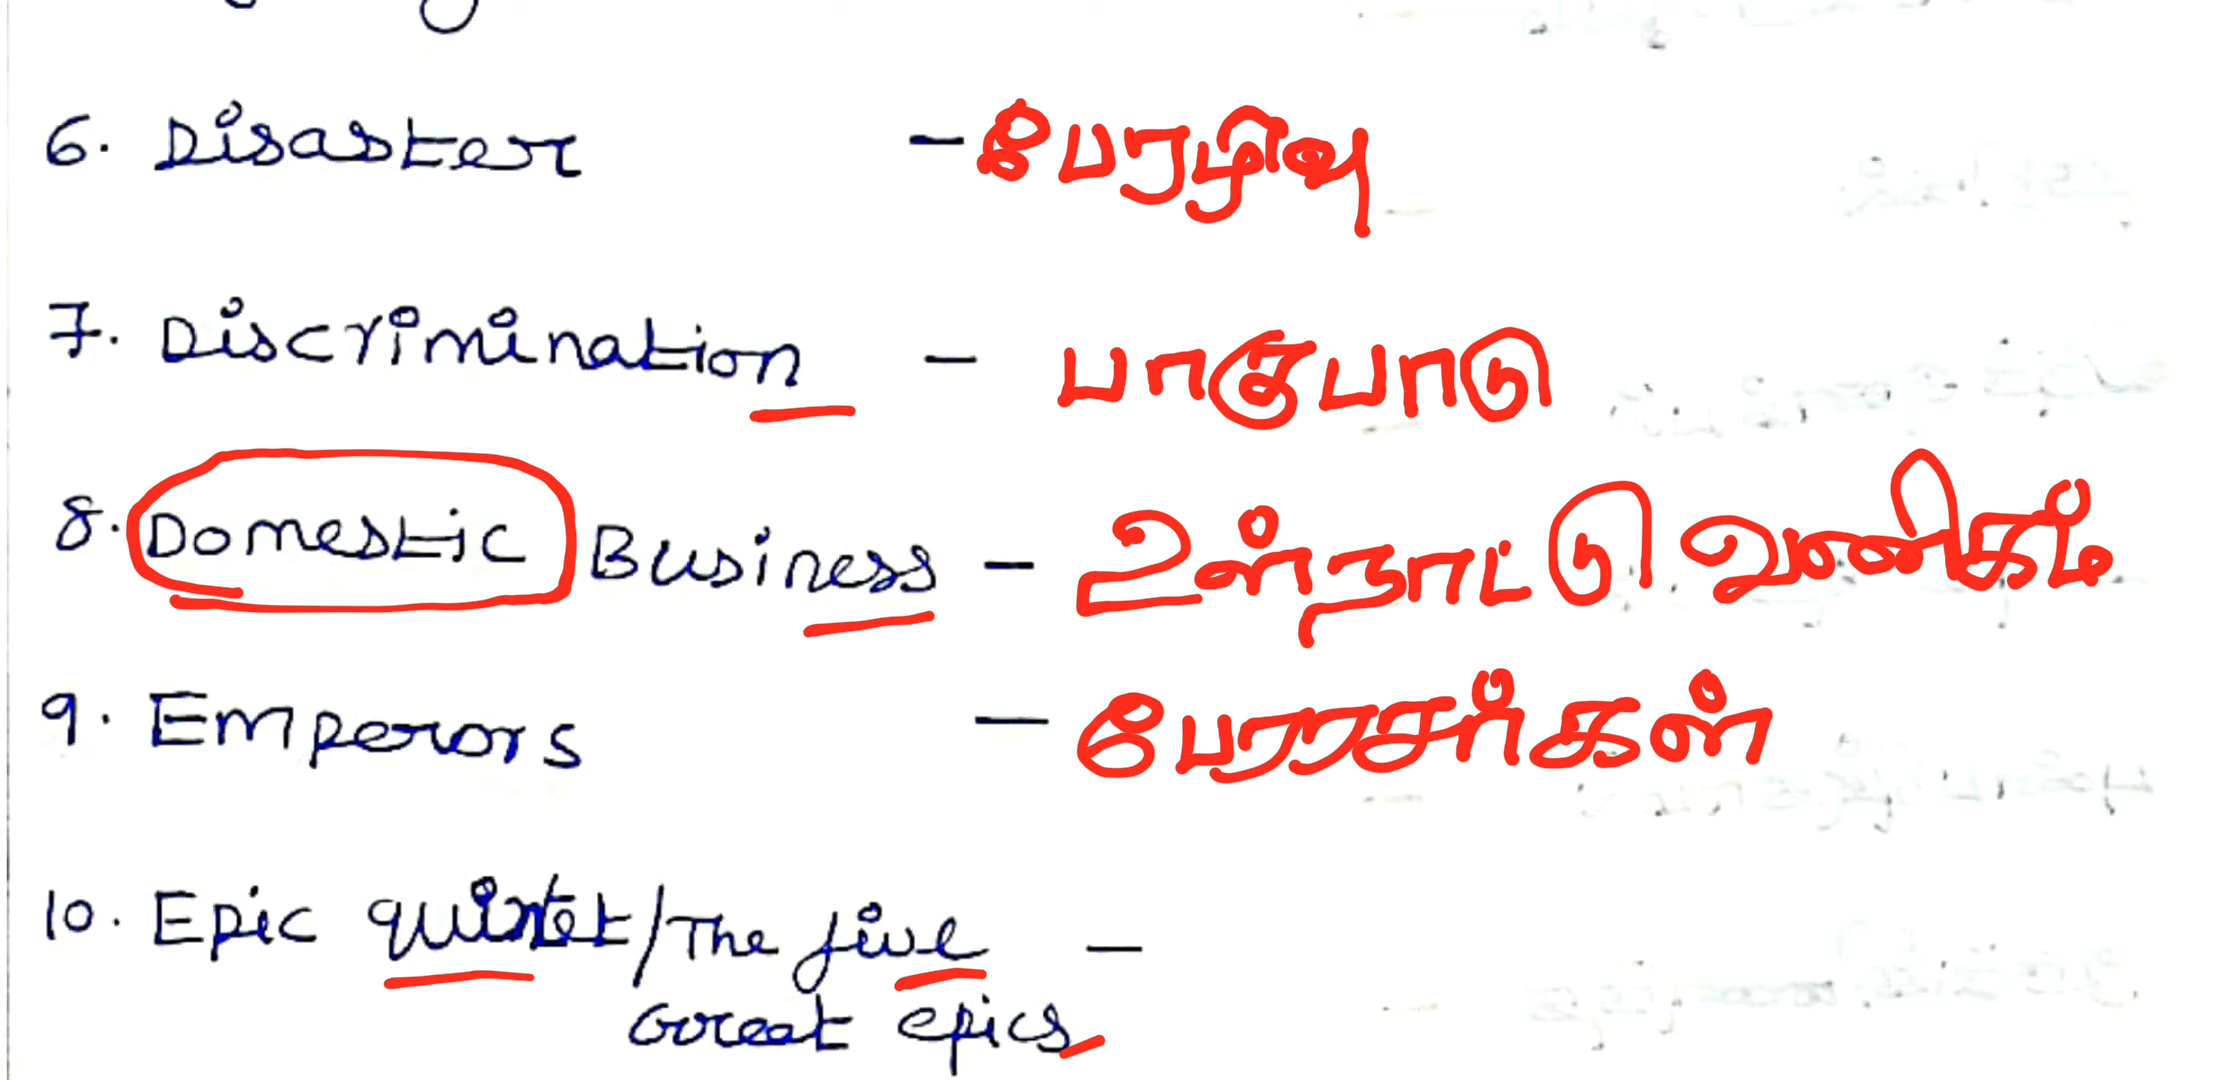 6. Disaster - பேரழிவு
7. Discrimination - பாகுபாடு
8. Domestic Business - உள்நாட்டு வணிகம்
9. Emperors - பேரரசர்கள்
10. Epic quintet/The five -
Great epics